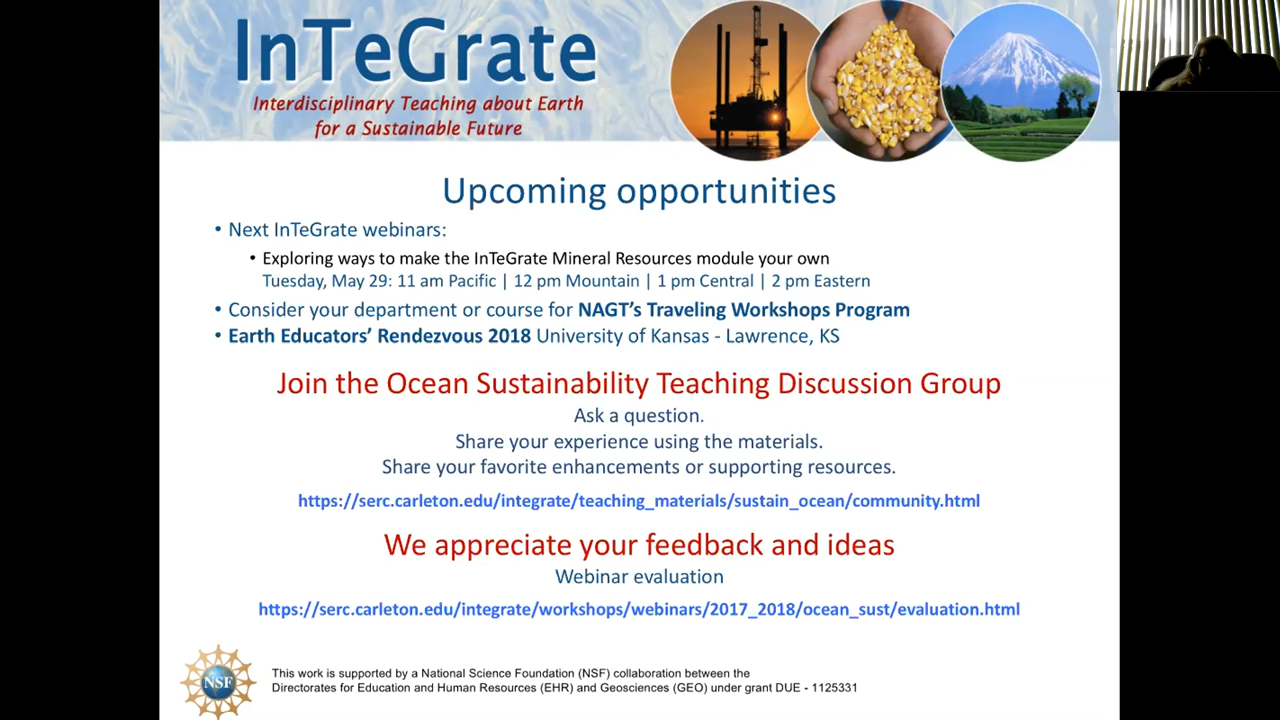 InTeGrate
Interdisciplinary Teaching about Earth
for a Sustainable Future
Upcoming opportunities
• Next InTeGrate webinars:
• Exploring ways to make the InTeGrate Mineral Resources module your own
Tuesday, May 29: 11 am Pacific | 12 pm Mountain | 1 pm Central | 2 pm Eastern
• Consider your department or course for NAGT’s Traveling Workshops Program
• Earth Educators’ Rendezvous 2018 University of Kansas - Lawrence, KS
Join the Ocean Sustainability Teaching Discussion Group
Ask a question.
Share your experience using the materials.
Share your favorite enhancements or supporting resources.
https://serc.carleton.edu/integrate/teaching_materials/sustain_ocean/community.html
We appreciate your feedback and ideas
Webinar evaluation
https://serc.carleton.edu/integrate/workshops/webinars/2017_2018/ocean_sust/evaluation.html
NSF
This work is supported by a National Science Foundation (NSF) collaboration between the
Directorates for Education and Human Resources (EHR) and Geosciences (GEO) under grant DUE - 1125331